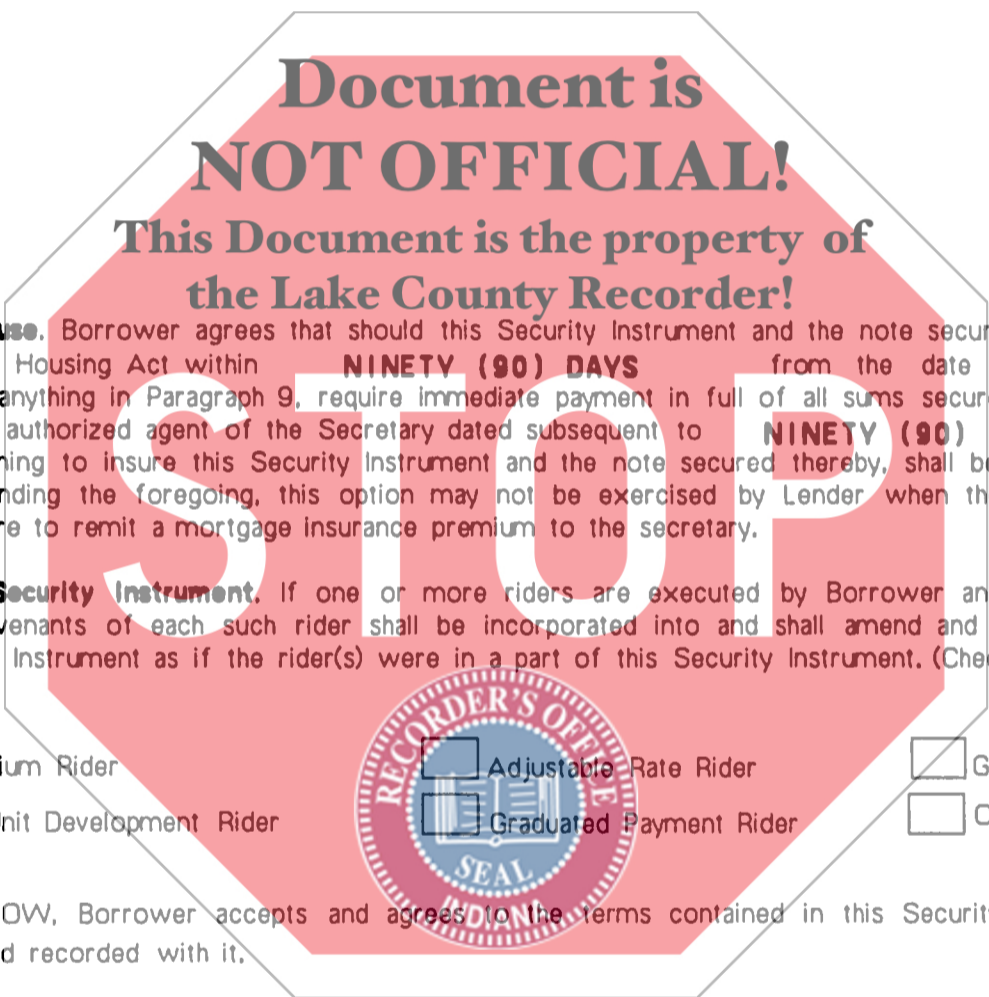 Document is
NOT OFFICIAL!
This Document is the property of
the Lake County Recorder!
use. Borrower agrees that should this Security Instrument and the note secur
Housing Act within NINETY (90) DAYS from the date
anything in Paragraph 9, require immediate payment in full of all sums secur
authorized agent of the Secretary dated subsequent to NINETY (90)
ning to insure this Security Instrument and the note secured thereby, shall be
nding the foregoing, this option may not be exercised by Lender when th
re to remit a mortgage insurance premium to the secretary.
STOP
Security Instrument. If one or more riders are executed by Borrower an
venants of each such rider shall be incorporated into and shall amend and
Instrument as if the rider(s) were in a part of this Security Instrument. (Che
RECORDER'S OFFICE
ium Rider Adjustable Rate Rider G
nit Development Rider Graduated Payment Rider
SEAL
INDIANA
OW, Borrower accepts and agrees to the terms contained in this Securit
d recorded with it.